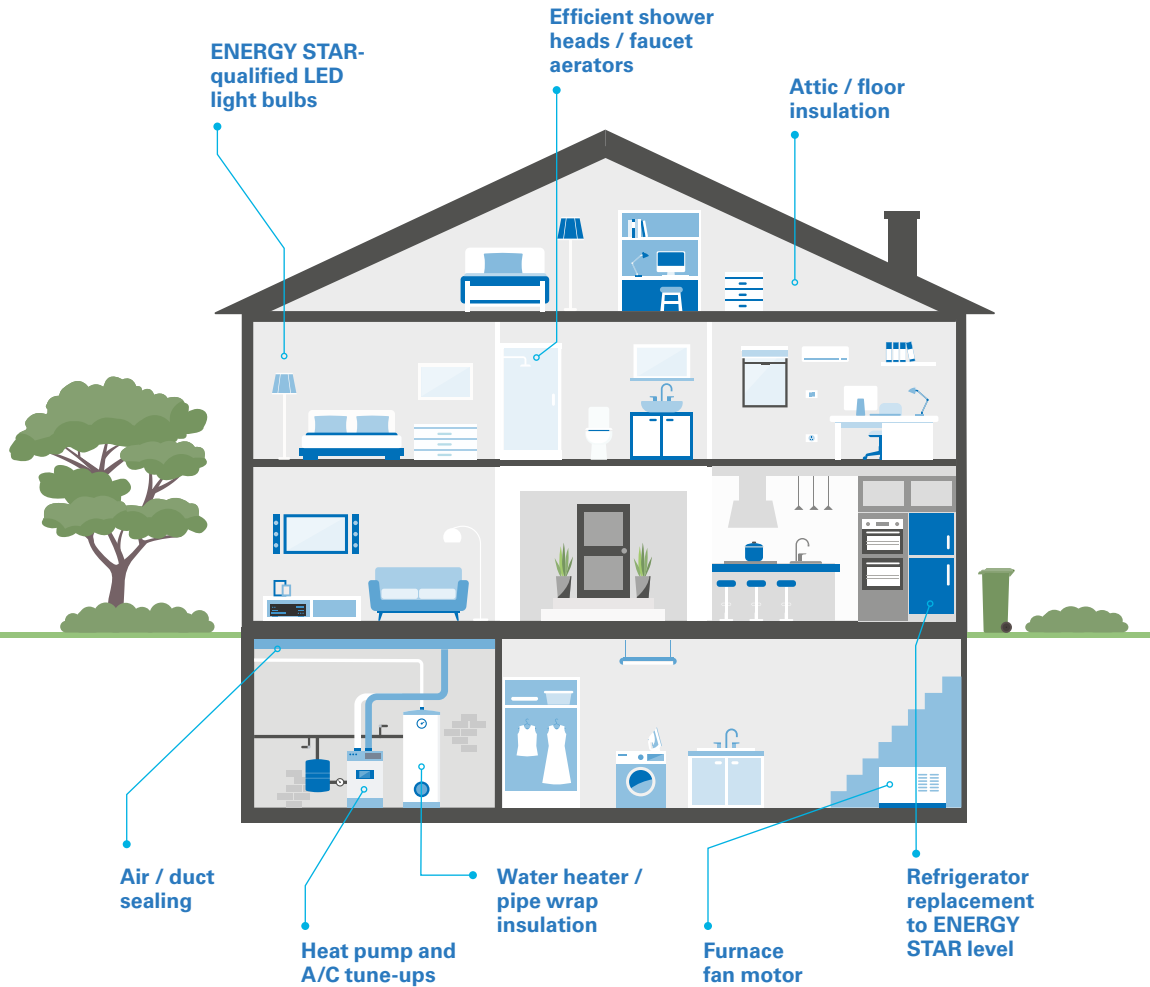 Efficient shower
heads / faucet
aerators
ENERGY STAR-
qualified LED
light bulbs
Attic / floor
insulation
Air / duct
sealing
Water heater /
pipe wrap
insulation
Refrigerator
replacement
to ENERGY
STAR level
Heat pump and
A/C tune-ups
Furnace
fan motor